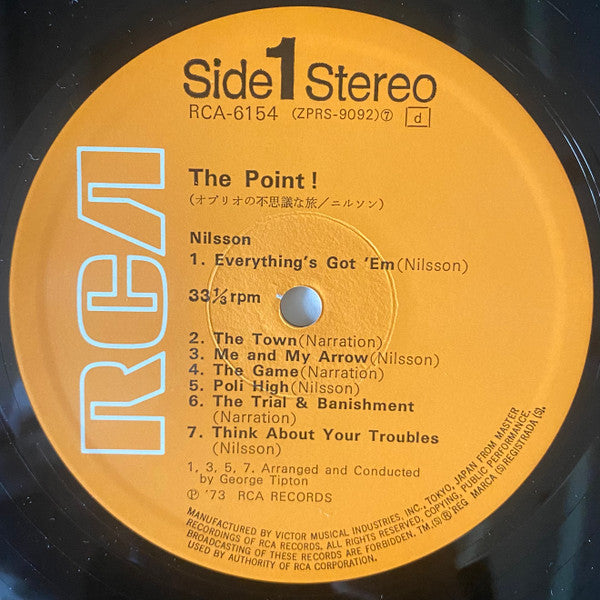 Side 1 Stereo
RCA-6154 (ZPRS-9092)⑦ d
RCA
The Point!
(オブリオの不思議な旅／ニルソン)
Nilsson
1. Everything's Got 'Em (Nilsson)
33⅓ rpm
2. The Town (Narration)
3. Me and My Arrow (Nilsson)
4. The Game (Narration)
5. Poli High (Nilsson)
6. The Trial & Banishment
(Narration)
7. Think About Your Troubles
(Nilsson)
1, 3, 5, 7. Arranged and Conducted
by George Tipton
Ⓟ '73 RCA RECORDS
MANUFACTURED BY VICTOR MUSICAL INDUSTRIES, INC. TOKYO, JAPAN FROM MASTER
RECORDINGS OF RCA RECORDS. ALL RIGHTS RESERVED. COPYING, PUBLIC PERFORMANCE,
BROADCASTING OF THESE RECORDS ARE FORBIDDEN. TM.(S)® REG MARCA (S) REGISTRADA (S).
USED BY AUTHORITY OF RCA CORPORATION.